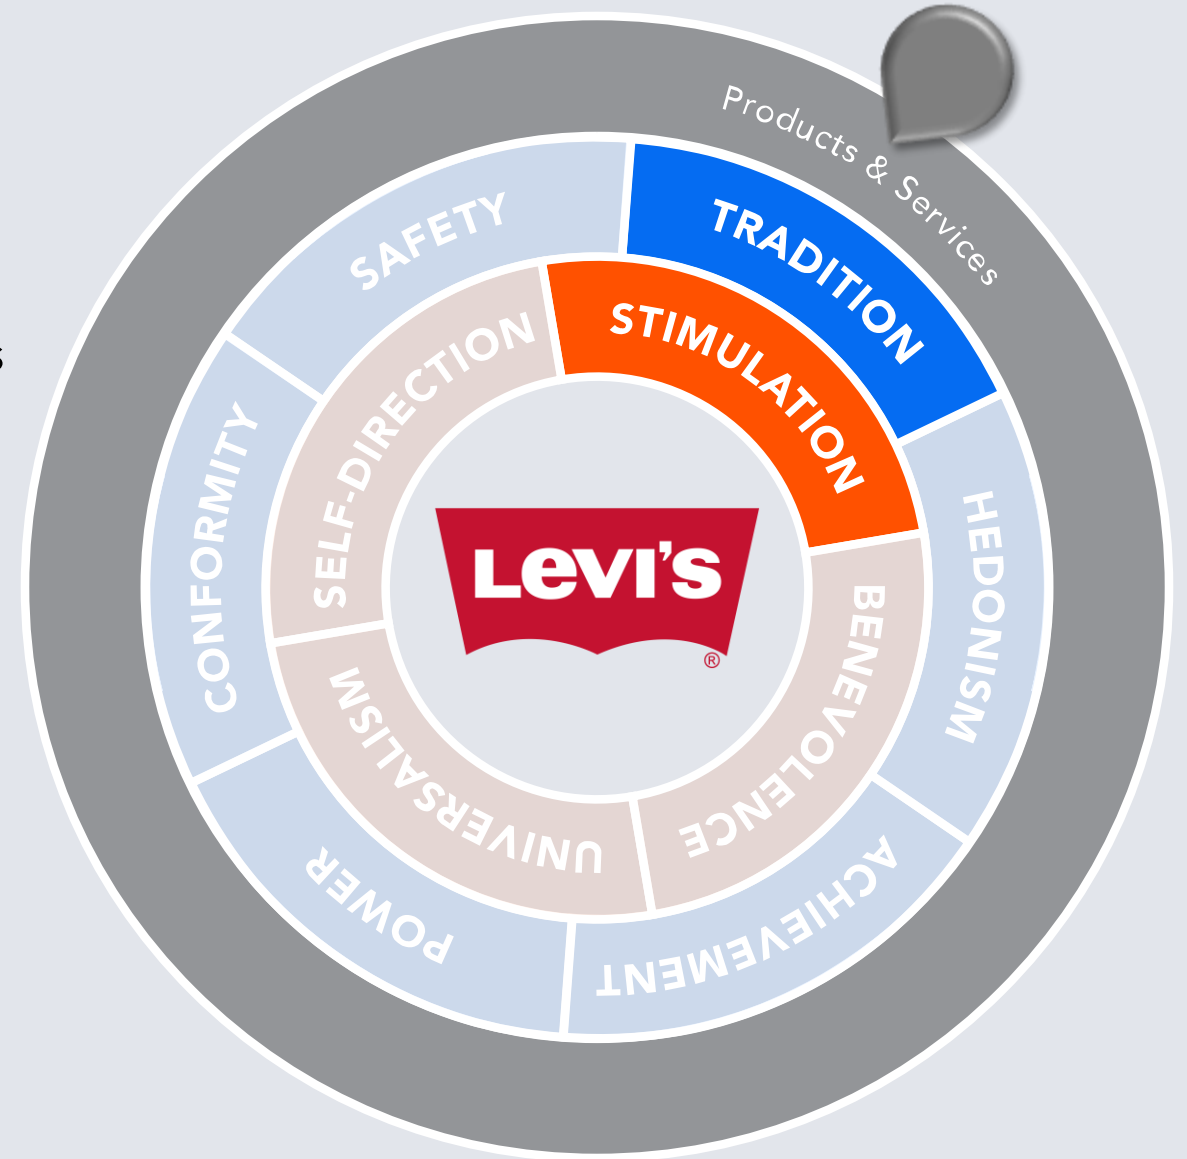 Products & Services
SAFETY
TRADITION
STIMULATION
SELF-DIRECTION
CONFORMITY
HEDONISM
LEVI'S
®
BENEVOLENCE
UNIVERSALISM
POWER
ACHIEVEMENT
s